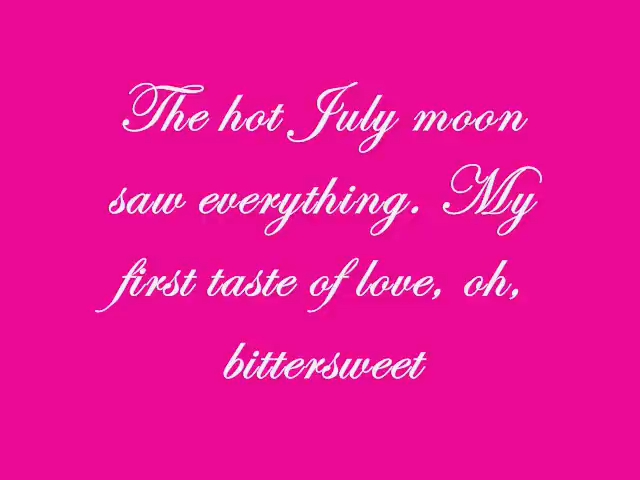 The hot July moon
saw everything. My
first taste of love, oh,
bittersweet